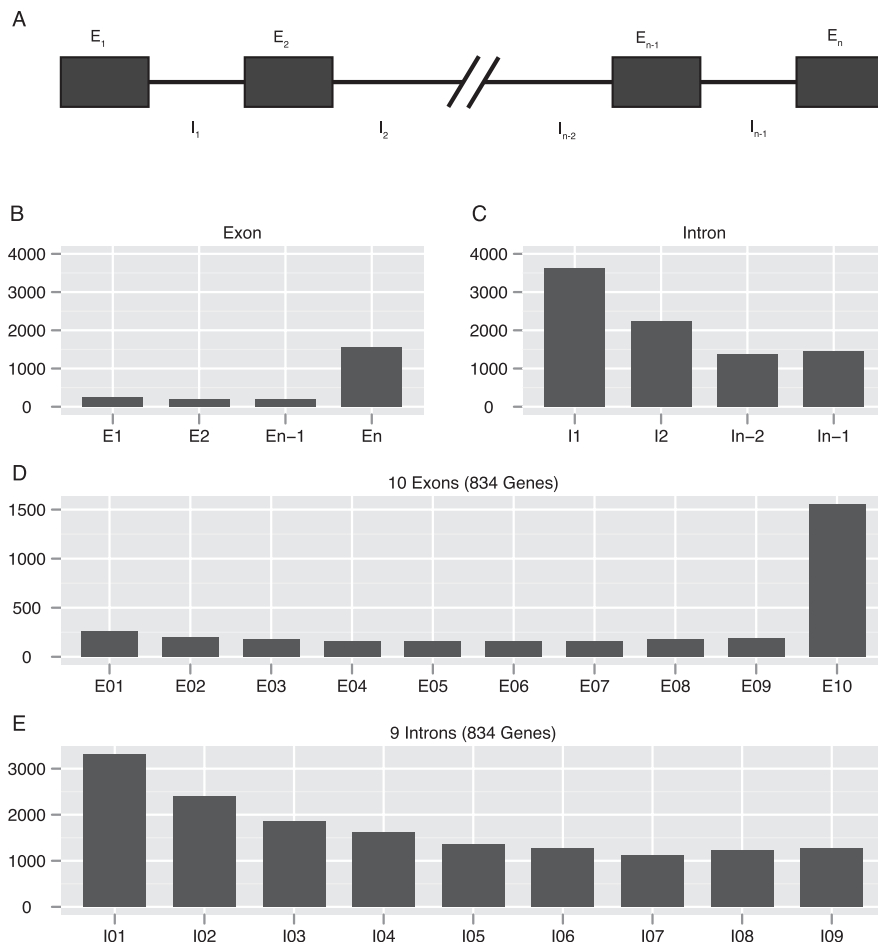 A
E1 E2 En-1 En
I1 I2 In-2 In-1
B
Exon
4000
3000
2000
1000
0
E1 E2 En−1 En
C
Intron
4000
3000
2000
1000
0
I1 I2 In−2 In−1
D
10 Exons (834 Genes)
1500
1000
500
0
E01 E02 E03 E04 E05 E06 E07 E08 E09 E10
E
9 Introns (834 Genes)
3000
2000
1000
0
I01 I02 I03 I04 I05 I06 I07 I08 I09